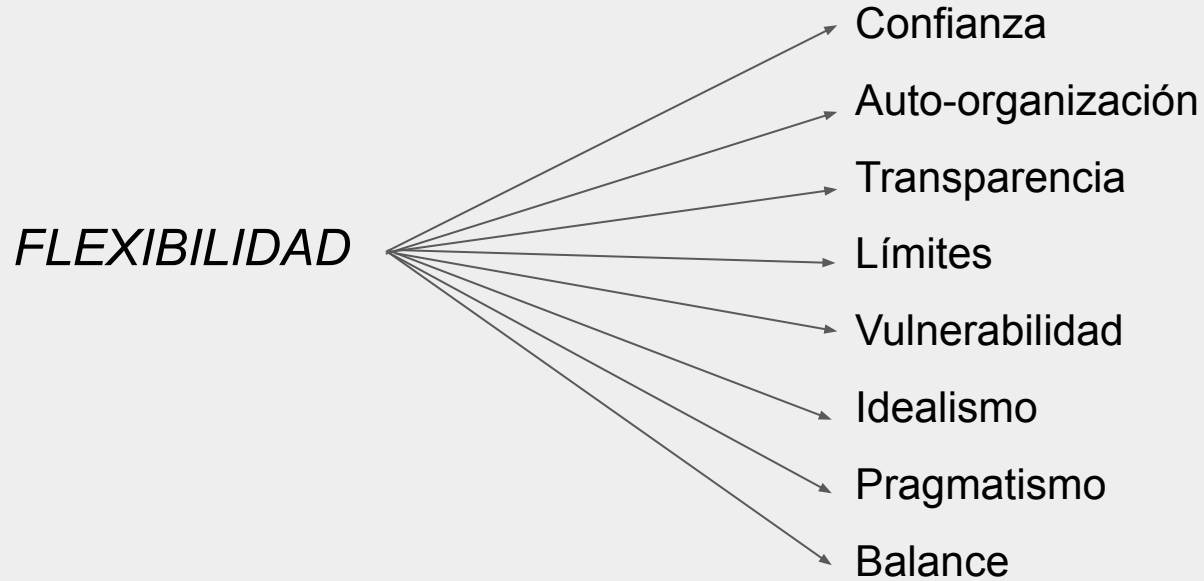 Confianza
Auto-organización
Transparencia
FLEXIBILIDAD
Límites
Vulnerabilidad
Idealismo
Pragmatismo
Balance